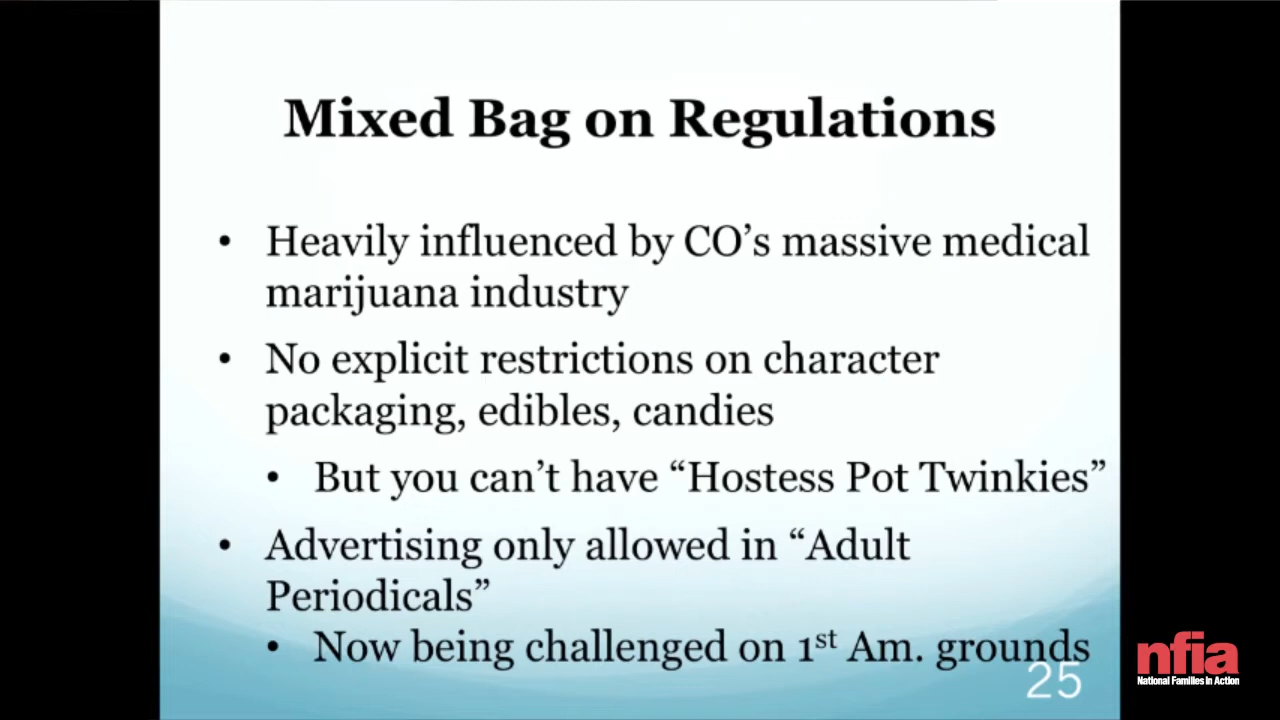 Mixed Bag on Regulations
• Heavily influenced by CO’s massive medical
marijuana industry
• No explicit restrictions on character
packaging, edibles, candies
• But you can’t have “Hostess Pot Twinkies”
• Advertising only allowed in “Adult
Periodicals”
• Now being challenged on 1st Am. grounds
25
nfia
National Families in Action